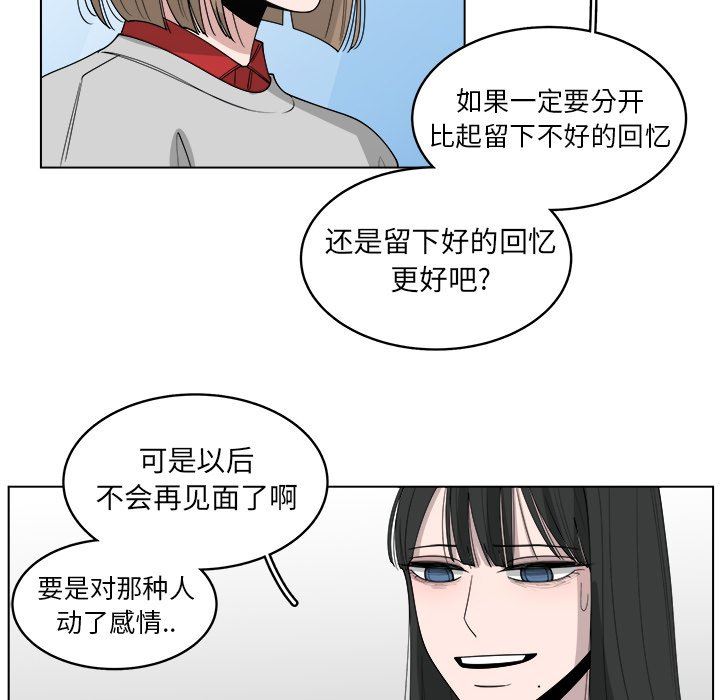 如果一定要分开
比起留下不好的回忆
还是留下好的回忆
更好吧?
可是以后
不会再见面了啊
要是对那种人
动了感情..